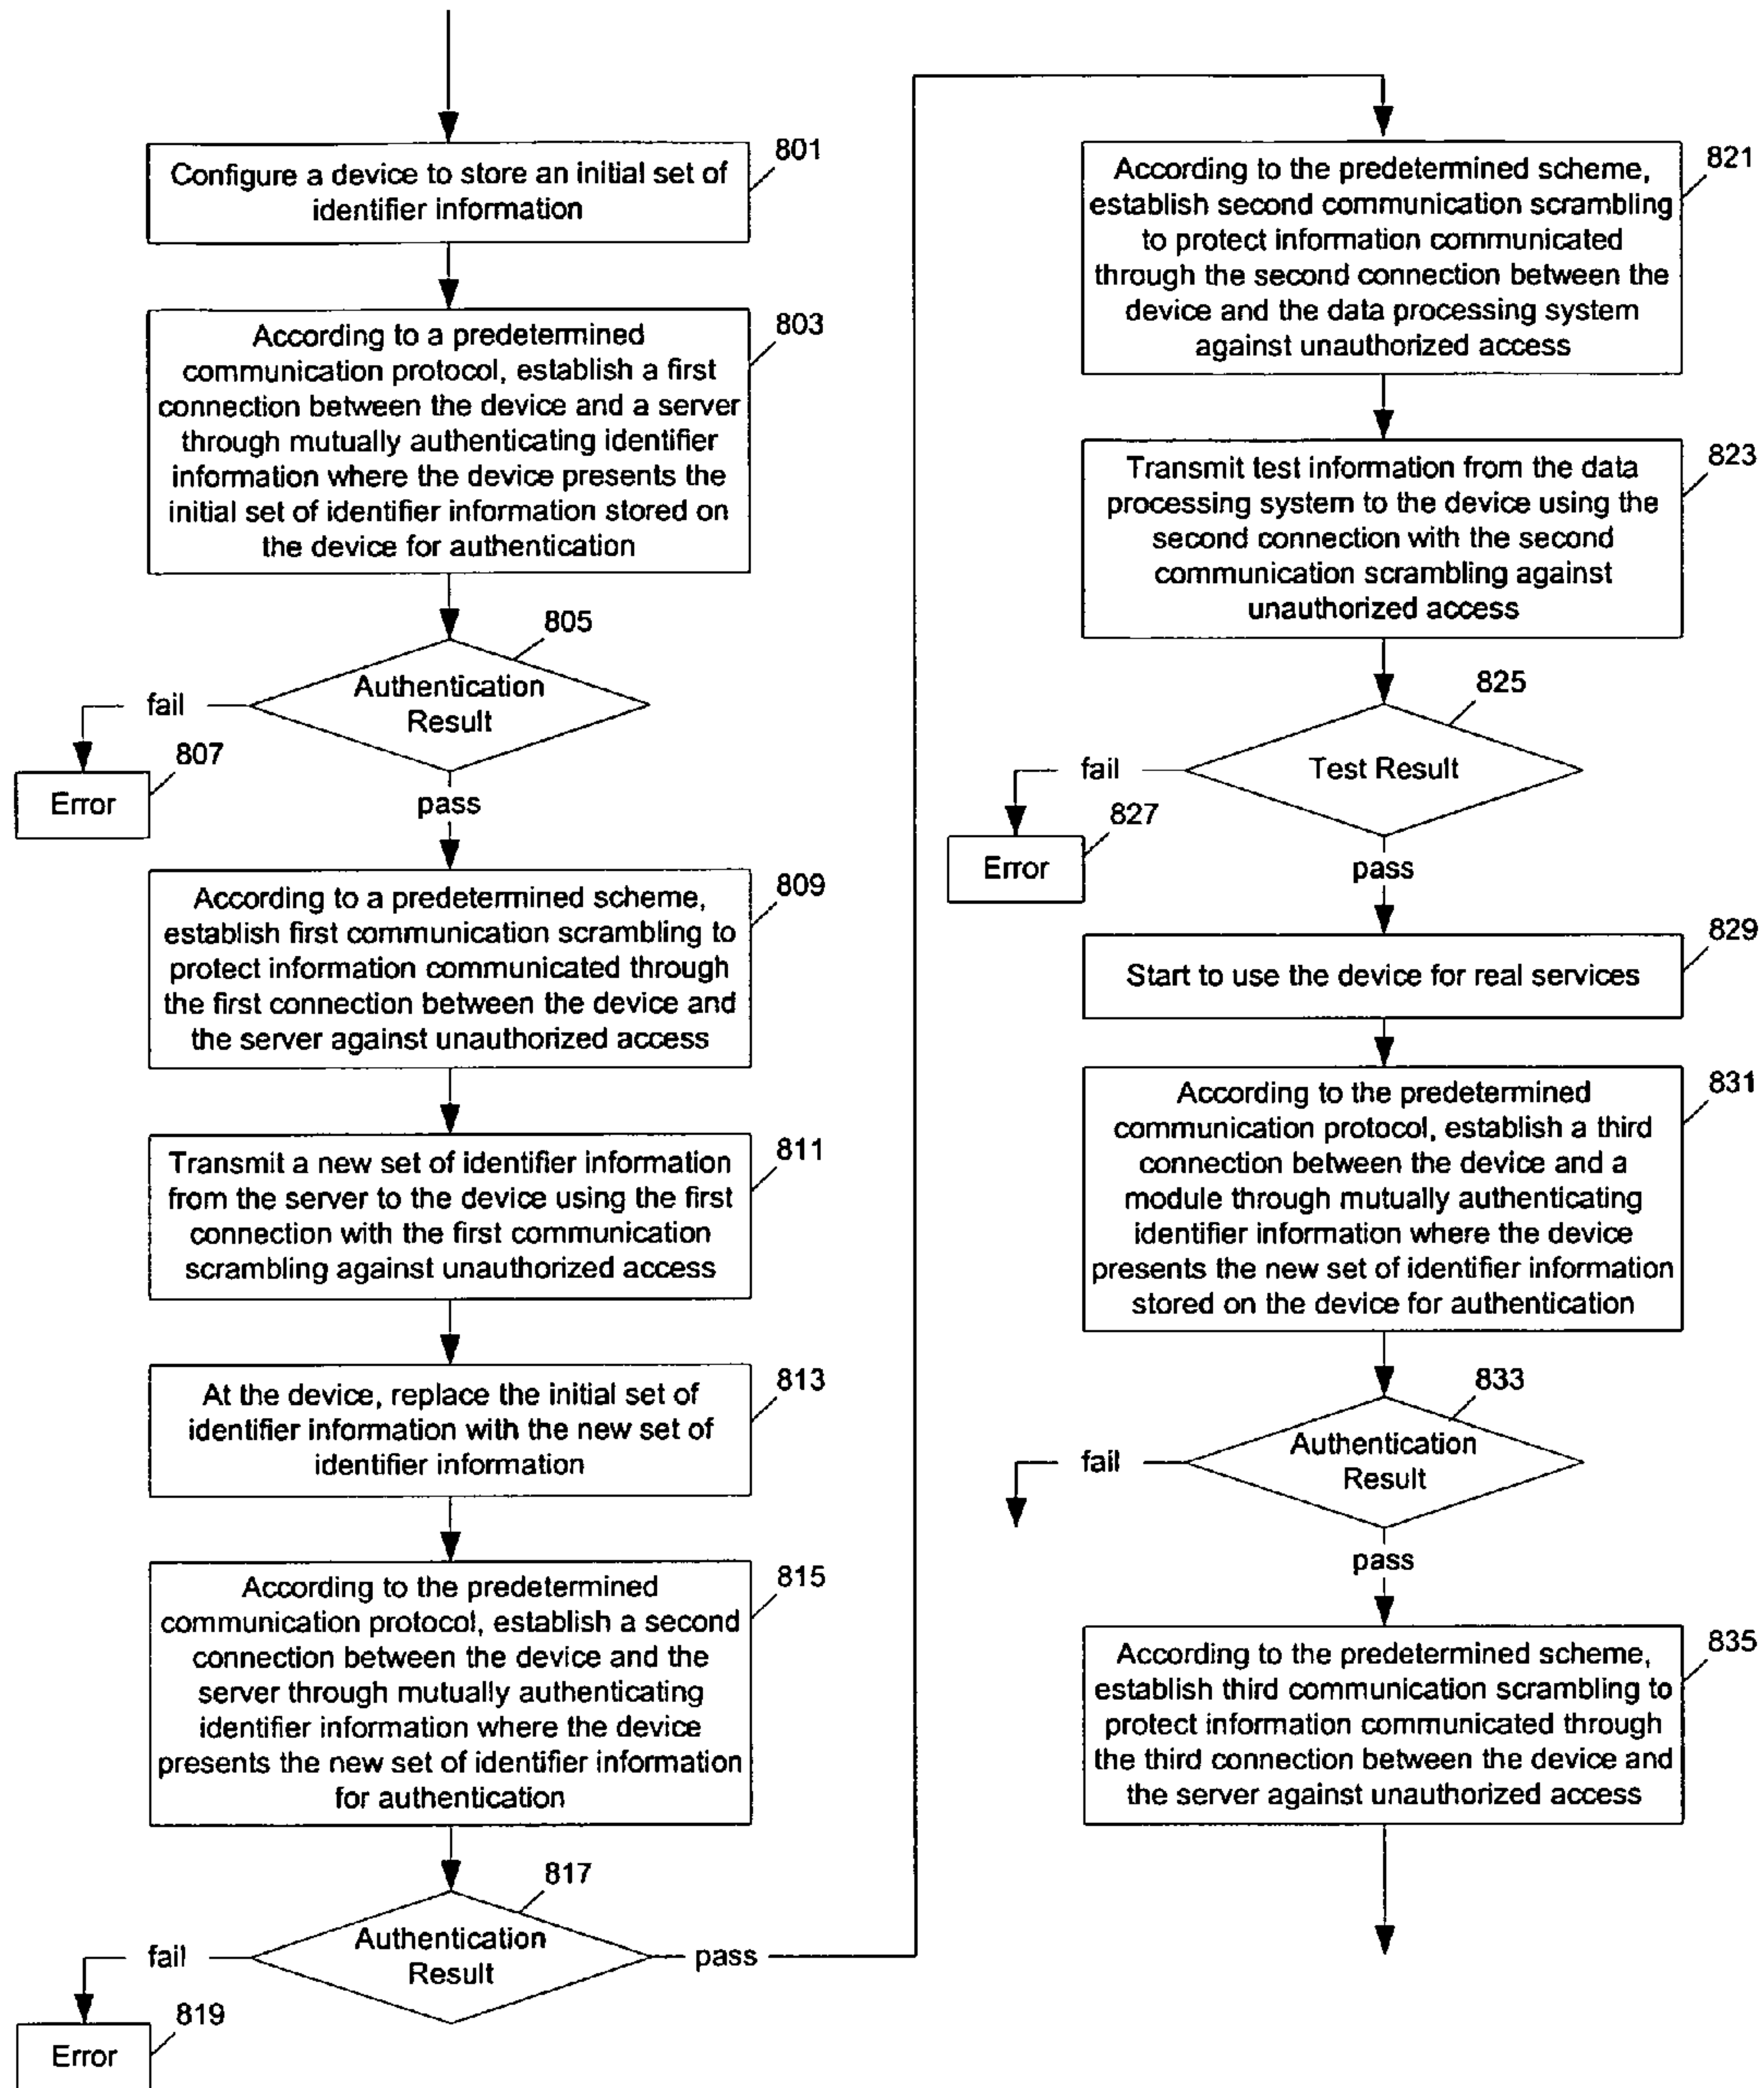 801
Configure a device to store an initial set of
identifier information
803
According to a predetermined
communication protocol, establish a first
connection between the device and a server
through mutually authenticating identifier
information where the device presents the
initial set of identifier information stored on
the device for authentication
805
Authentication
Result
fail
807
Error
pass
809
According to a predetermined scheme,
establish first communication scrambling to
protect information communicated through
the first connection between the device and
the server against unauthorized access
811
Transmit a new set of identifier information
from the server to the device using the first
connection with the first communication
scrambling against unauthorized access
813
At the device, replace the initial set of
identifier information with the new set of
identifier information
815
According to the predetermined
communication protocol, establish a second
connection between the device and the
server through mutually authenticating
identifier information where the device
presents the new set of identifier information
for authentication
817
Authentication
Result
fail
pass
819
Error
821
According to the predetermined scheme,
establish second communication scrambling
to protect information communicated
through the second connection between the
device and the data processing system
against unauthorized access
823
Transmit test information from the data
processing system to the device using the
second connection with the second
communication scrambling against
unauthorized access
825
Test Result
fail
827
Error
pass
829
Start to use the device for real services
831
According to the predetermined
communication protocol, establish a third
connection between the device and a
module through mutually authenticating
identifier information where the device
presents the new set of identifier information
stored on the device for authentication
833
Authentication
Result
fail
pass
835
According to the predetermined scheme,
establish third communication scrambling to
protect information communicated through
the third connection between the device and
the server against unauthorized access